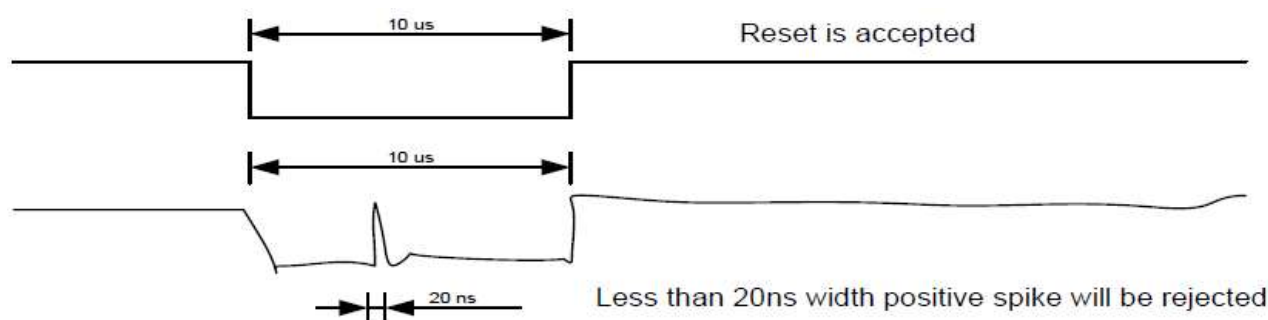 10 us
Reset is accepted
10 us
20 ns
Less than 20ns width positive spike will be rejected